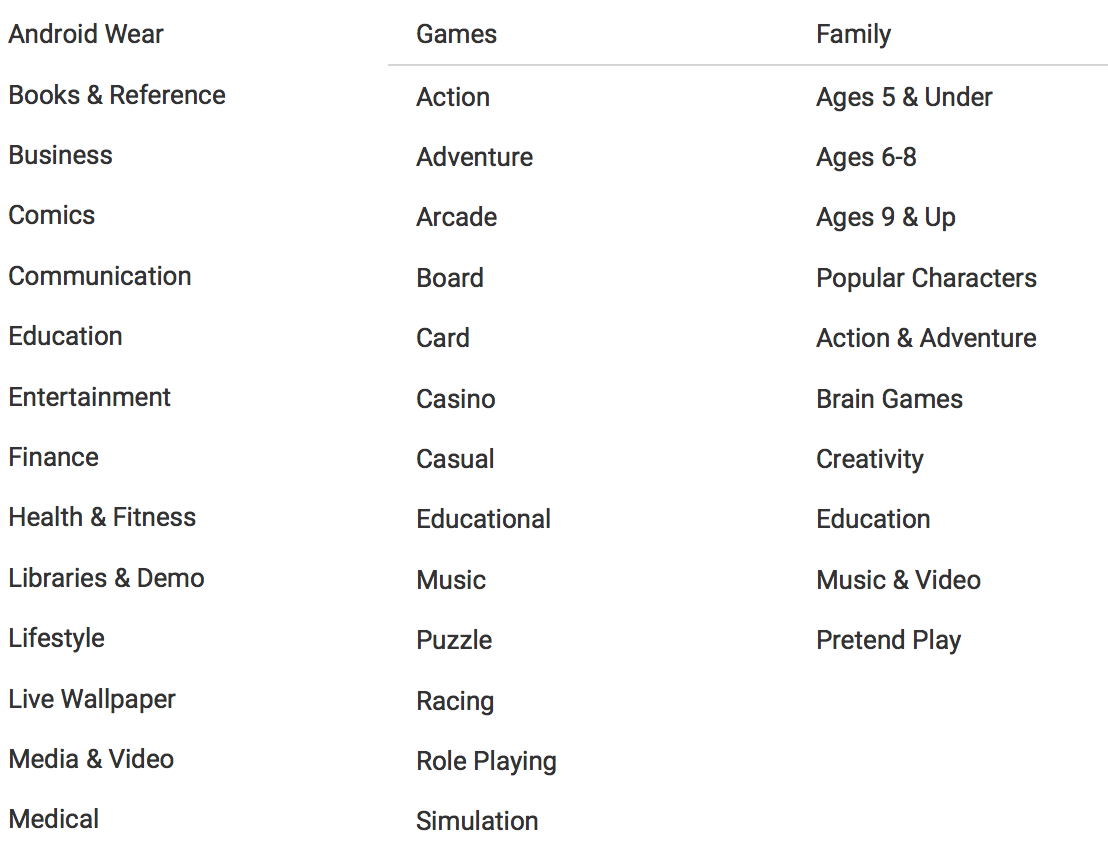 Android Wear
Books & Reference
Business
Comics
Communication
Education
Entertainment
Finance
Health & Fitness
Libraries & Demo
Lifestyle
Live Wallpaper
Media & Video
Medical
Games
Action
Adventure
Arcade
Board
Card
Casino
Casual
Educational
Music
Puzzle
Racing
Role Playing
Simulation
Family
Ages 5 & Under
Ages 6-8
Ages 9 & Up
Popular Characters
Action & Adventure
Brain Games
Creativity
Education
Music & Video
Pretend Play